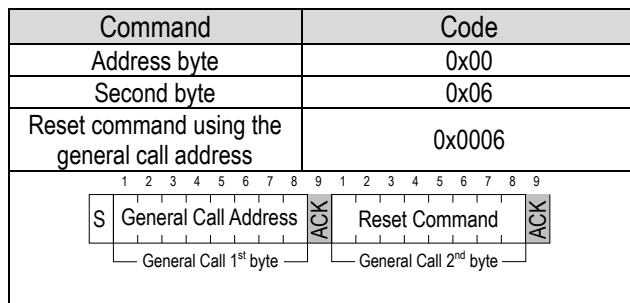 Command Code
Address byte 0x00
Second byte 0x06
Reset command using the general call address 0x0006
1 2 3 4 5 6 7 8 9 1 2 3 4 5 6 7 8 9
S General Call Address ACK Reset Command ACK
General Call 1st byte General Call 2nd byte